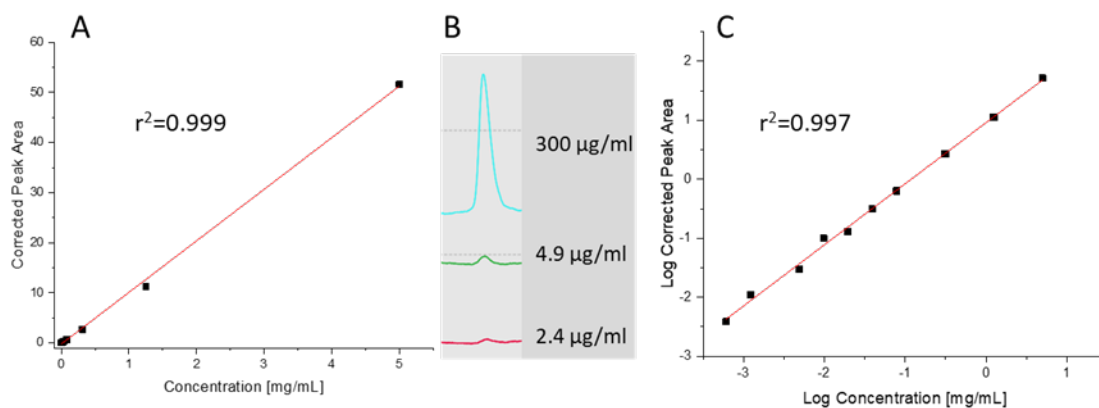 A
60
50
40
30
20
10
0
Corrected Peak Area
r²=0.999
0
1
2
3
4
5
Concentration [mg/mL]
B
300 µg/ml
4.9 µg/ml
2.4 µg/ml
C
2
1
0
-1
-2
-3
Log Corrected Peak Area
r²=0.997
-3
-2
-1
0
1
Log Concentration [mg/mL]